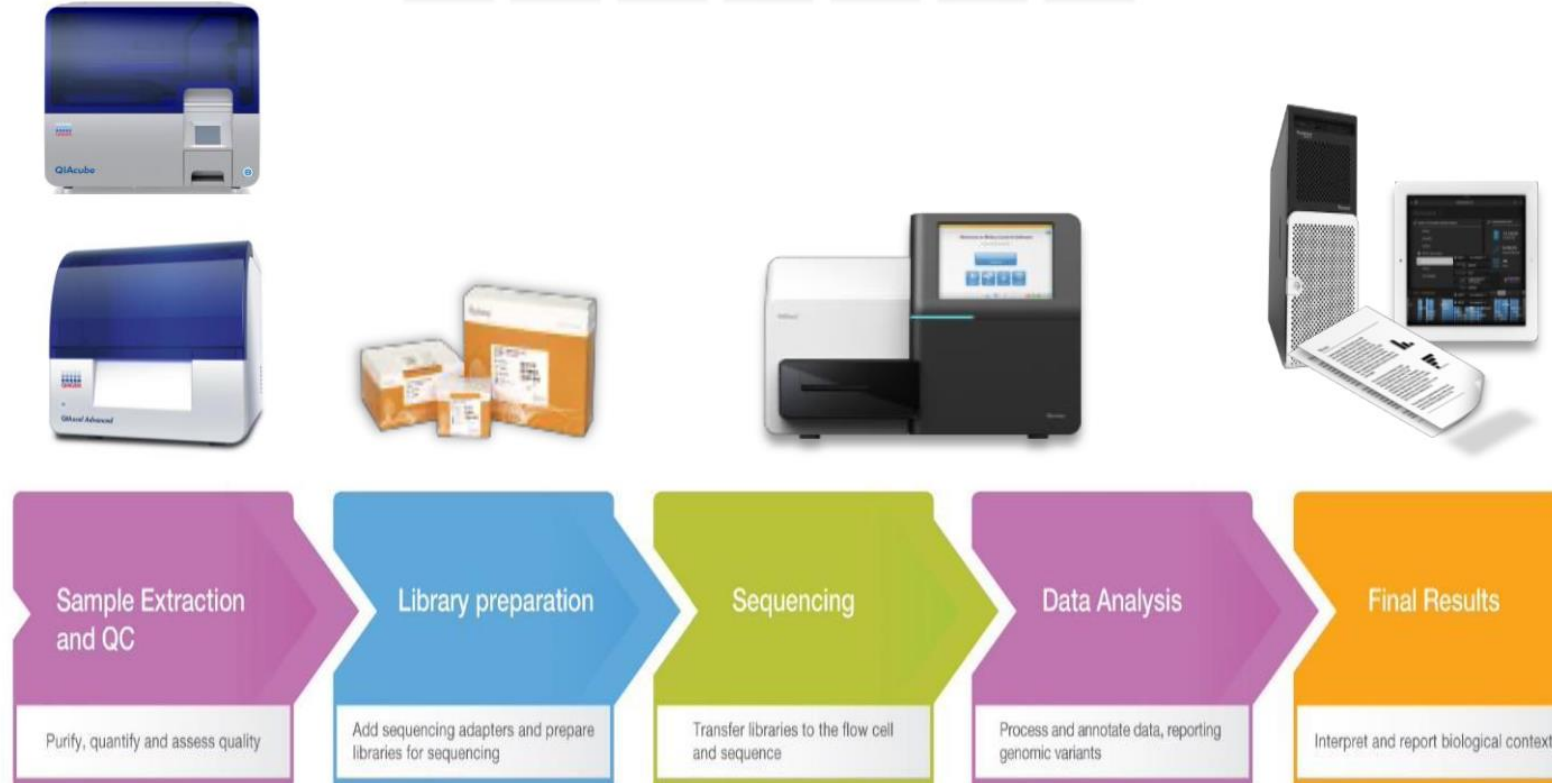 QIAcube
QIAxcel Advanced
Sample Extraction
and QC
Library preparation
Sequencing
Data Analysis
Final Results
Purify, quantify and assess quality
Add sequencing adapters and prepare
libraries for sequencing
Transfer libraries to the flow cell
and sequence
Process and annotate data, reporting
genomic variants
Interpret and report biological context